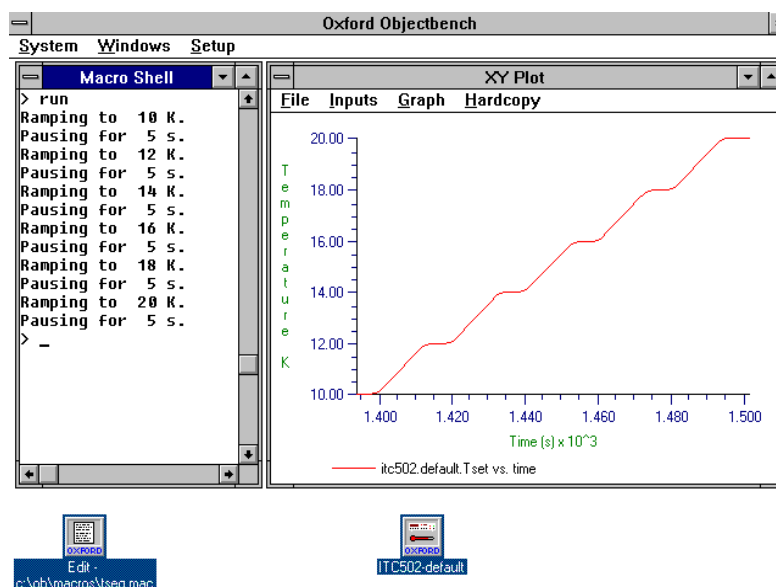 Oxford Objectbench
System Windows Setup
Macro Shell
> run
Ramping to 10 K.
Pausing for 5 s.
Ramping to 12 K.
Pausing for 5 s.
Ramping to 14 K.
Pausing for 5 s.
Ramping to 16 K.
Pausing for 5 s.
Ramping to 18 K.
Pausing for 5 s.
Ramping to 20 K.
Pausing for 5 s.
> _
XY Plot
File Inputs Graph Hardcopy
Temperature K
20.00
18.00
16.00
14.00
12.00
10.00
1.400 1.420 1.440 1.460 1.480 1.500
Time (s) x 10^3
itc502.default.Tset vs. time
OXFORD
Edit -
c:\ob\macros\tseq.mac
OXFORD
ITC502-default